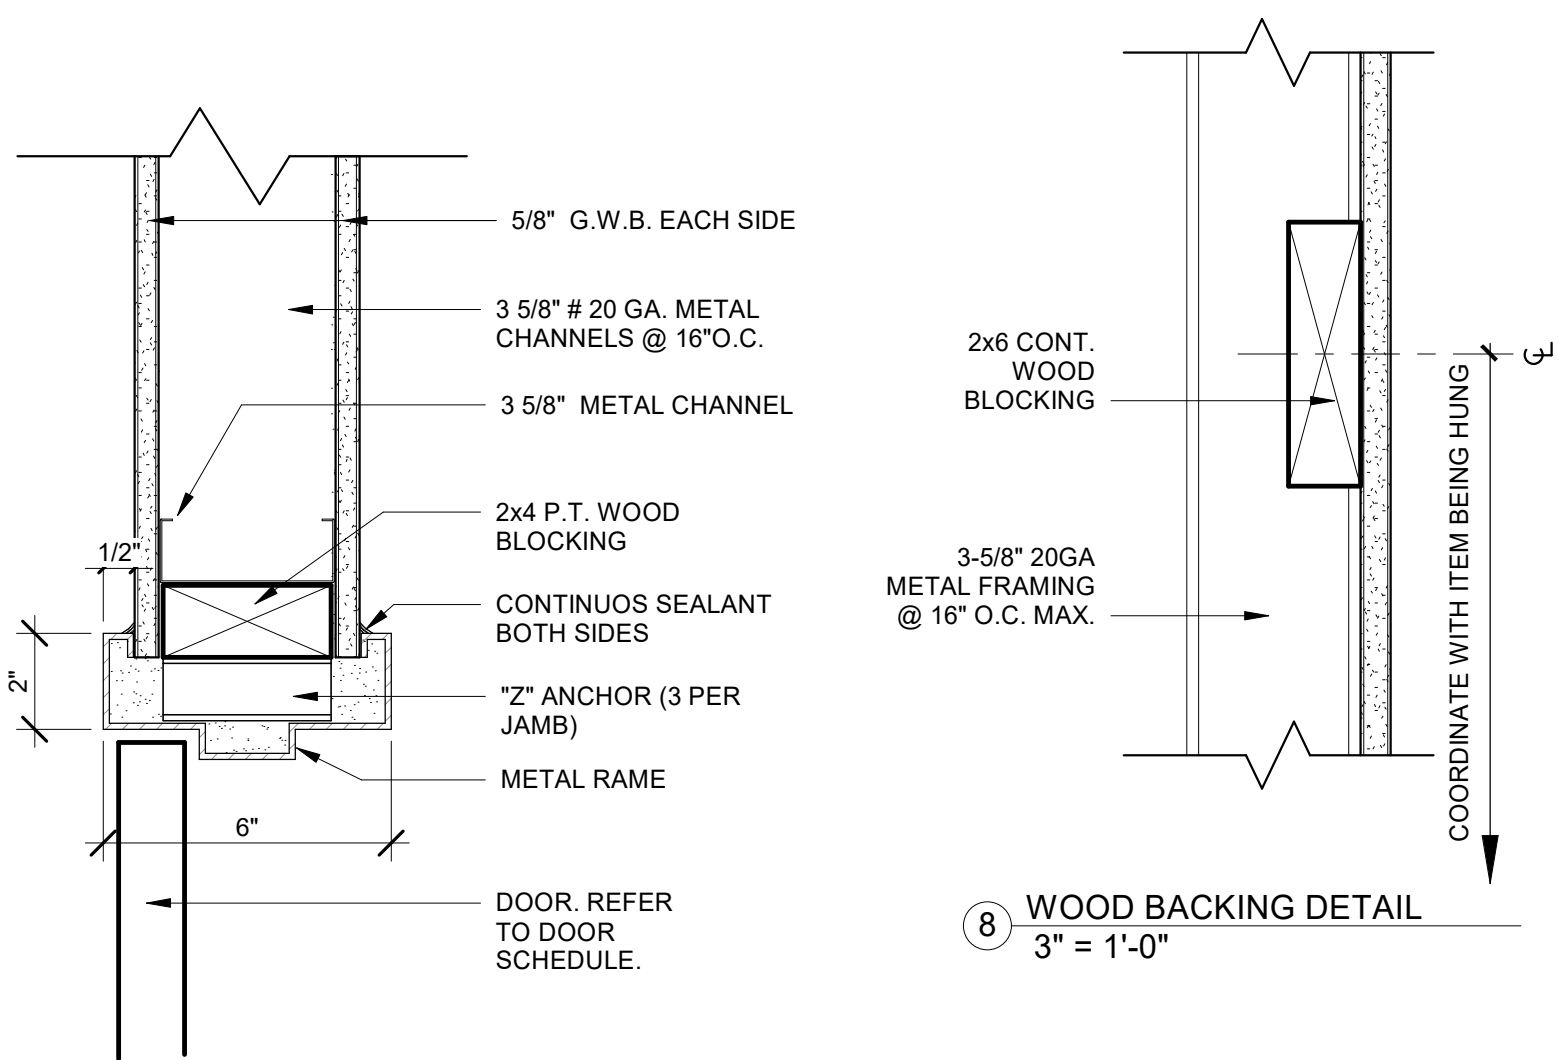 5/8"  G.W.B. EACH SIDE
3 5/8" # 20 GA. METAL
CHANNELS @ 16"O.C.
3 5/8"  METAL CHANNEL
2x4 P.T. WOOD
BLOCKING
1/2"
CONTINUOS SEALANT
BOTH SIDES
2"
"Z" ANCHOR (3 PER
JAMB)
METAL RAME
6"
DOOR. REFER
TO DOOR
SCHEDULE.
2x6 CONT.
WOOD
BLOCKING
CL
3-5/8" 20GA
METAL FRAMING
@ 16" O.C. MAX.
COORDINATE WITH ITEM BEING HUNG
8
WOOD BACKING DETAIL
3" = 1'-0"